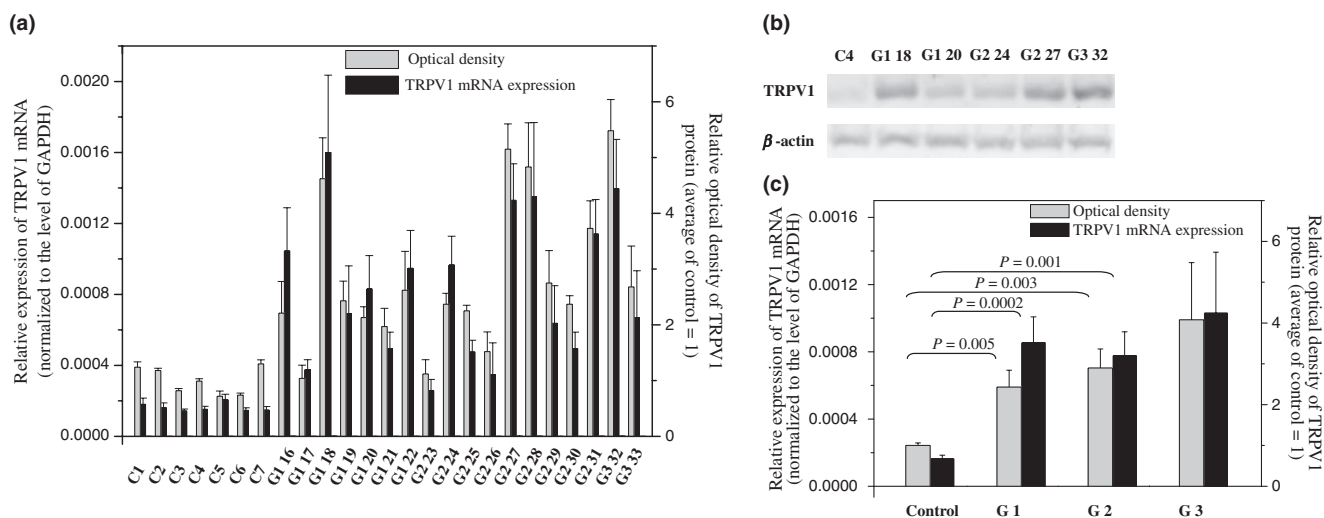 (a)
Relative expression of TRPV1 mRNA
(normalized to the level of GAPDH)
0.0020
0.0016
0.0012
0.0008
0.0004
0.0000
Optical density
TRPV1 mRNA expression
6
4
2
0
Relative optical density of TRPV1
protein (average of control = 1)
C1 C2 C3 C4 C5 C6 C7 G1 16 G1 17 G1 18 G1 19 G1 20 G1 21 G1 22 G2 23 G2 24 G2 25 G2 26 G2 27 G2 28 G2 29 G2 30 G2 31 G3 32 G3 33
(b)
C4 G1 18 G1 20 G2 24 G2 27 G3 32
TRPV1
β-actin
(c)
Relative expression of TRPV1 mRNA
(normalized to the level of GAPDH)
0.0016
0.0012
0.0008
0.0004
0.0000
Optical density
TRPV1 mRNA expression
P = 0.001
P = 0.003
P = 0.0002
P = 0.005
6
4
2
0
Relative optical density of TRPV1
protein (average of control = 1)
Control G 1 G 2 G 3